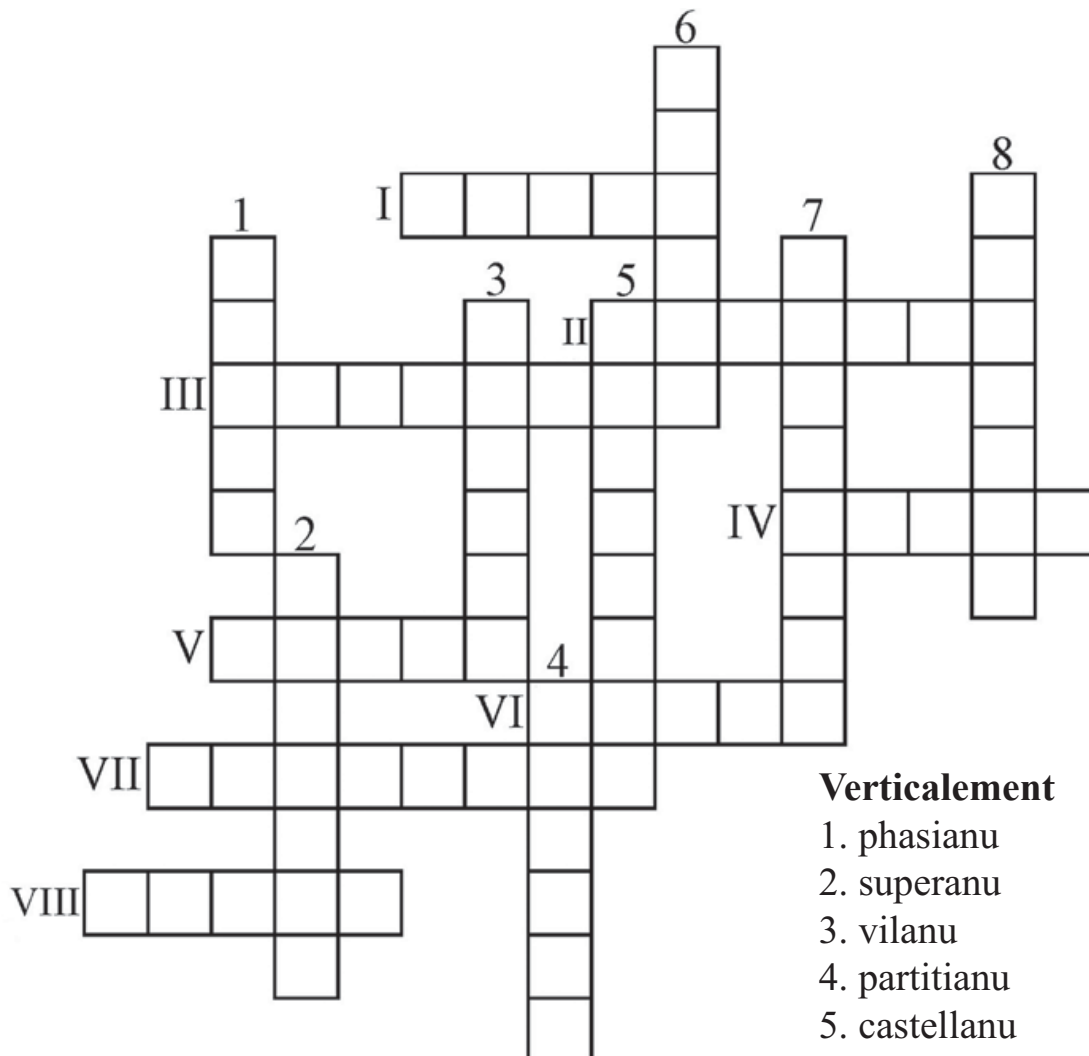 6
8
I
1
7
3
5
II
III
2
IV
V
4
VI
VII
VIII
Verticalement
1. phasianu
2. superanu
3. vilanu
4. partitianu
5. castellanu